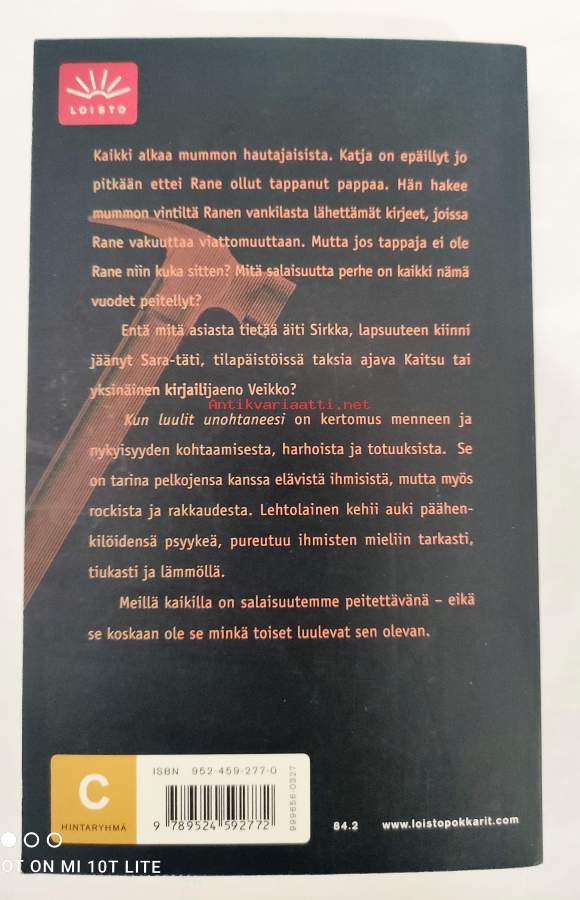 LOISTO
Kaikki alkaa mummon hautajaisista. Katja on epäillyt jo
pitkään ettei Rane ollut tappanut pappaa. Hän hakee
mummon vintiltä Ranen vankilasta lähettämät kirjeet, joissa
Rane vakuuttaa viattomuuttaan. Mutta jos tappaja ei ole
Rane niin kuka sitten? Mitä salaisuutta perhe on kaikki nämä
vuodet peitellyt?
Entä mitä asiasta tietää äiti Sirkka, lapsuuteen kiinni
jäänyt Sara-täti, tilapäistöissä taksia ajava Kaitsu tai
yksinäinen kirjailijaeno Veikko?
Antikvariaatti.net
Kun luulit unohtaneesi on kertomus menneen ja
nykyisyyden kohtaamisesta, harhoista ja totuuksista. Se
on tarina pelkojensa kanssa elävistä ihmisistä, mutta myös
rockista ja rakkaudesta. Lehtolainen kehii auki päähen-
kilöidensä psyykeä, pureutuu ihmisten mieliin tarkasti,
tiukasti ja lämmöllä.
Meillä kaikilla on salaisuutemme peitettävänä – eikä
se koskaan ole se minkä toiset luulevat sen olevan.
C
HINTARYHMÄ
ISBN 952-459-277-0
9 789524 592772
999656-0327
84.2 www.loistopokkarit.com
OT ON MI 10T LITE